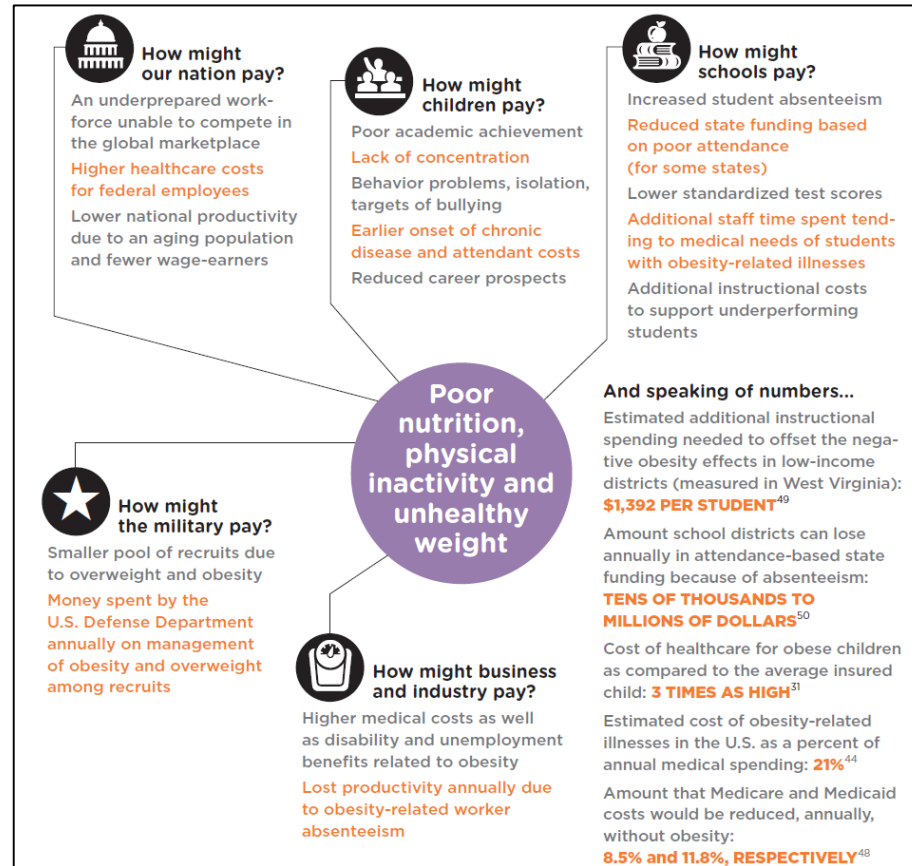 How might
our nation pay?
An underprepared work-
force unable to compete in
the global marketplace
Higher healthcare costs
for federal employees
Lower national productivity
due to an aging population
and fewer wage-earners
How might
children pay?
Poor academic achievement
Lack of concentration
Behavior problems, isolation,
targets of bullying
Earlier onset of chronic
disease and attendant costs
Reduced career prospects
How might
schools pay?
Increased student absenteeism
Reduced state funding based
on poor attendance
(for some states)
Lower standardized test scores
Additional staff time spent tend-
ing to medical needs of students
with obesity-related illnesses
Additional instructional costs
to support underperforming
students
Poor
nutrition,
physical
inactivity and
unhealthy
weight
How might
the military pay?
Smaller pool of recruits due
to overweight and obesity
Money spent by the
U.S. Defense Department
annually on management
of obesity and overweight
among recruits
How might business
and industry pay?
Higher medical costs as well
as disability and unemployment
benefits related to obesity
Lost productivity annually due
to obesity-related worker
absenteeism
And speaking of numbers...
Estimated additional instructional
spending needed to offset the nega-
tive obesity effects in low-income
districts (measured in West Virginia):
$1,392 PER STUDENT49
Amount school districts can lose
annually in attendance-based state
funding because of absenteeism:
TENS OF THOUSANDS TO
MILLIONS OF DOLLARS50
Cost of healthcare for obese children
as compared to the average insured
child: 3 TIMES AS HIGH31
Estimated cost of obesity-related
illnesses in the U.S. as a percent of
annual medical spending: 21%44
Amount that Medicare and Medicaid
costs would be reduced, annually,
without obesity:
8.5% and 11.8%, RESPECTIVELY48